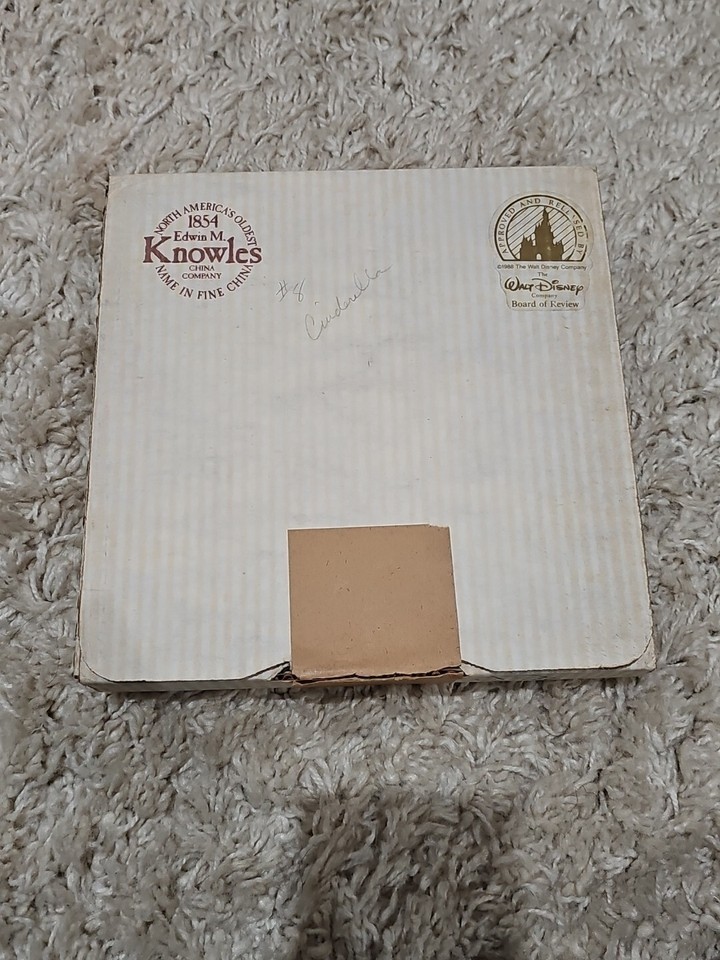 NORTH AMERICA'S OLDEST
1854
Edwin M.
Knowles
CHINA
COMPANY
NAME IN FINE CHINA
APPROVED AND RELEASED BY
©1988 The Walt Disney Company
The
WALT DISNEY
Company
Board of Review
#8
Cinderella